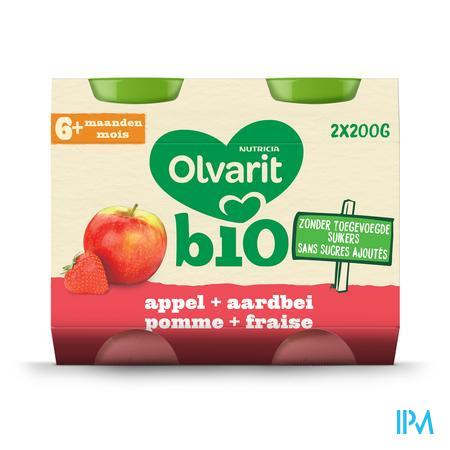 6+ maanden
mois
NUTRICIA
Olvarit
bio
2X200G
ZONDER TOEGEVOEGDE
SUIKERS
SANS SUCRES AJOUTÉS
appel + aardbei
pomme + fraise
IPM